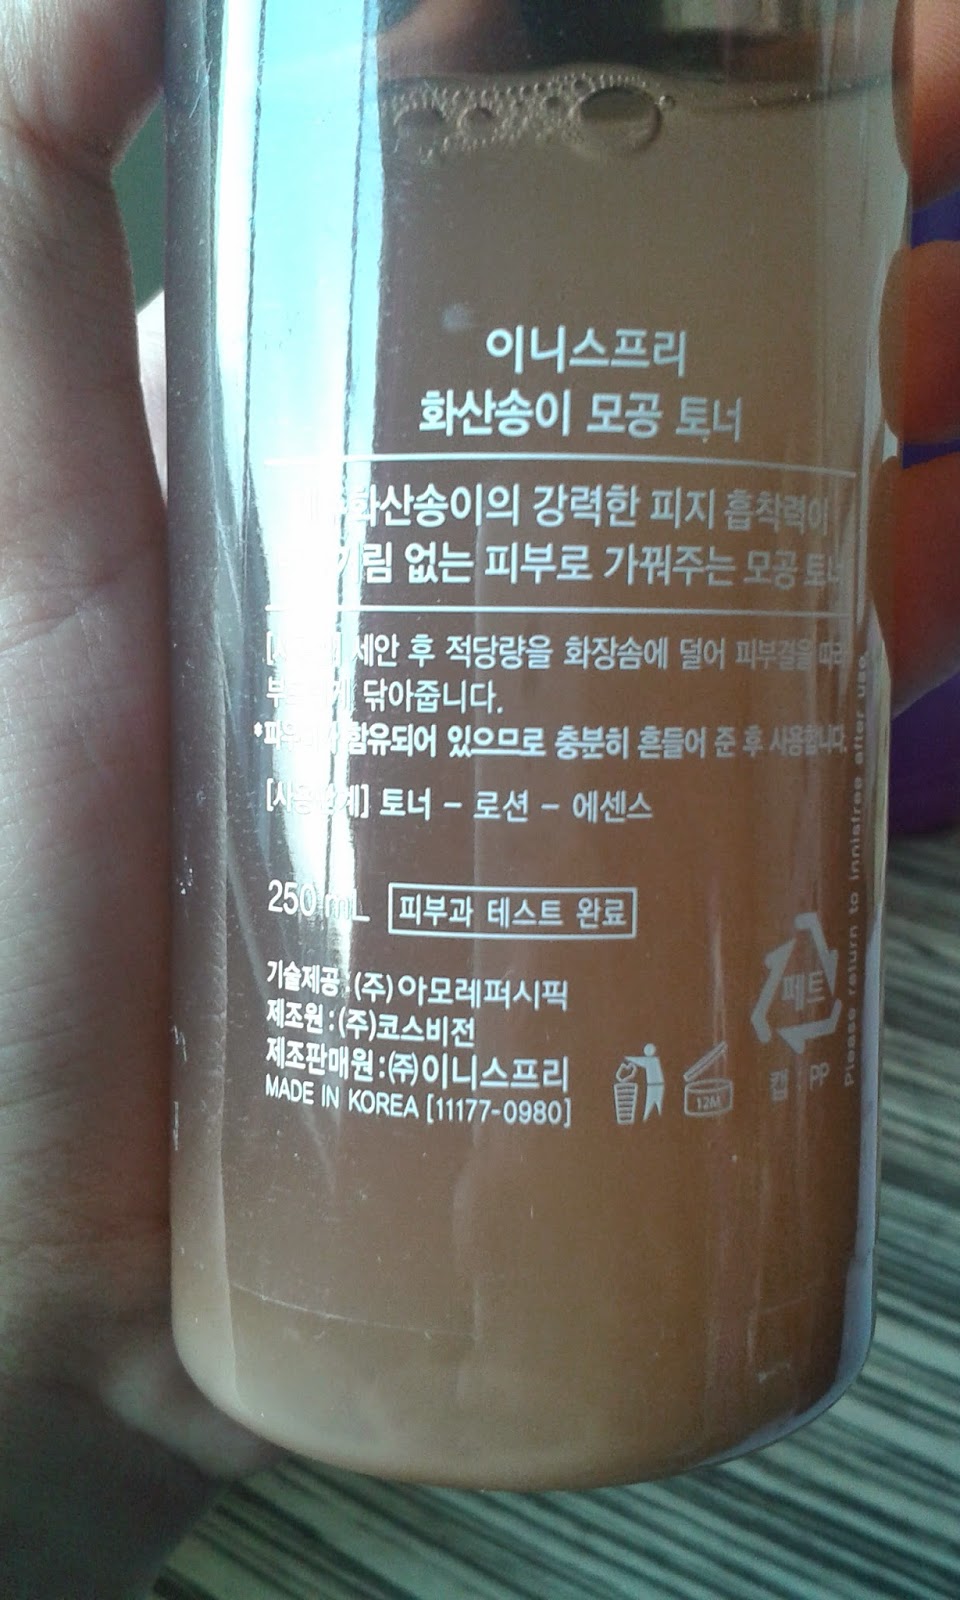 이니스프리
화산송이 모공 토너
화산송이의 강력한 피지 흡착력이
없는 피부로 가꿔주는 모공 토너
세안 후 적당량을 화장솜에 덜어 피부결을 따라
닦아줍니다.
함유되어 있으므로 충분히 흔들어 준 후 사용합니다.
토너 - 로션 - 에센스
250 mL 피부과 테스트 완료
기술제공 : (주)아모레퍼시픽
제조원 : (주)코스비전
제조판매원 : (주)이니스프리
MADE IN KOREA [11177-0980]
12M
페트
캡 : PP
Please return to innisfree after use.